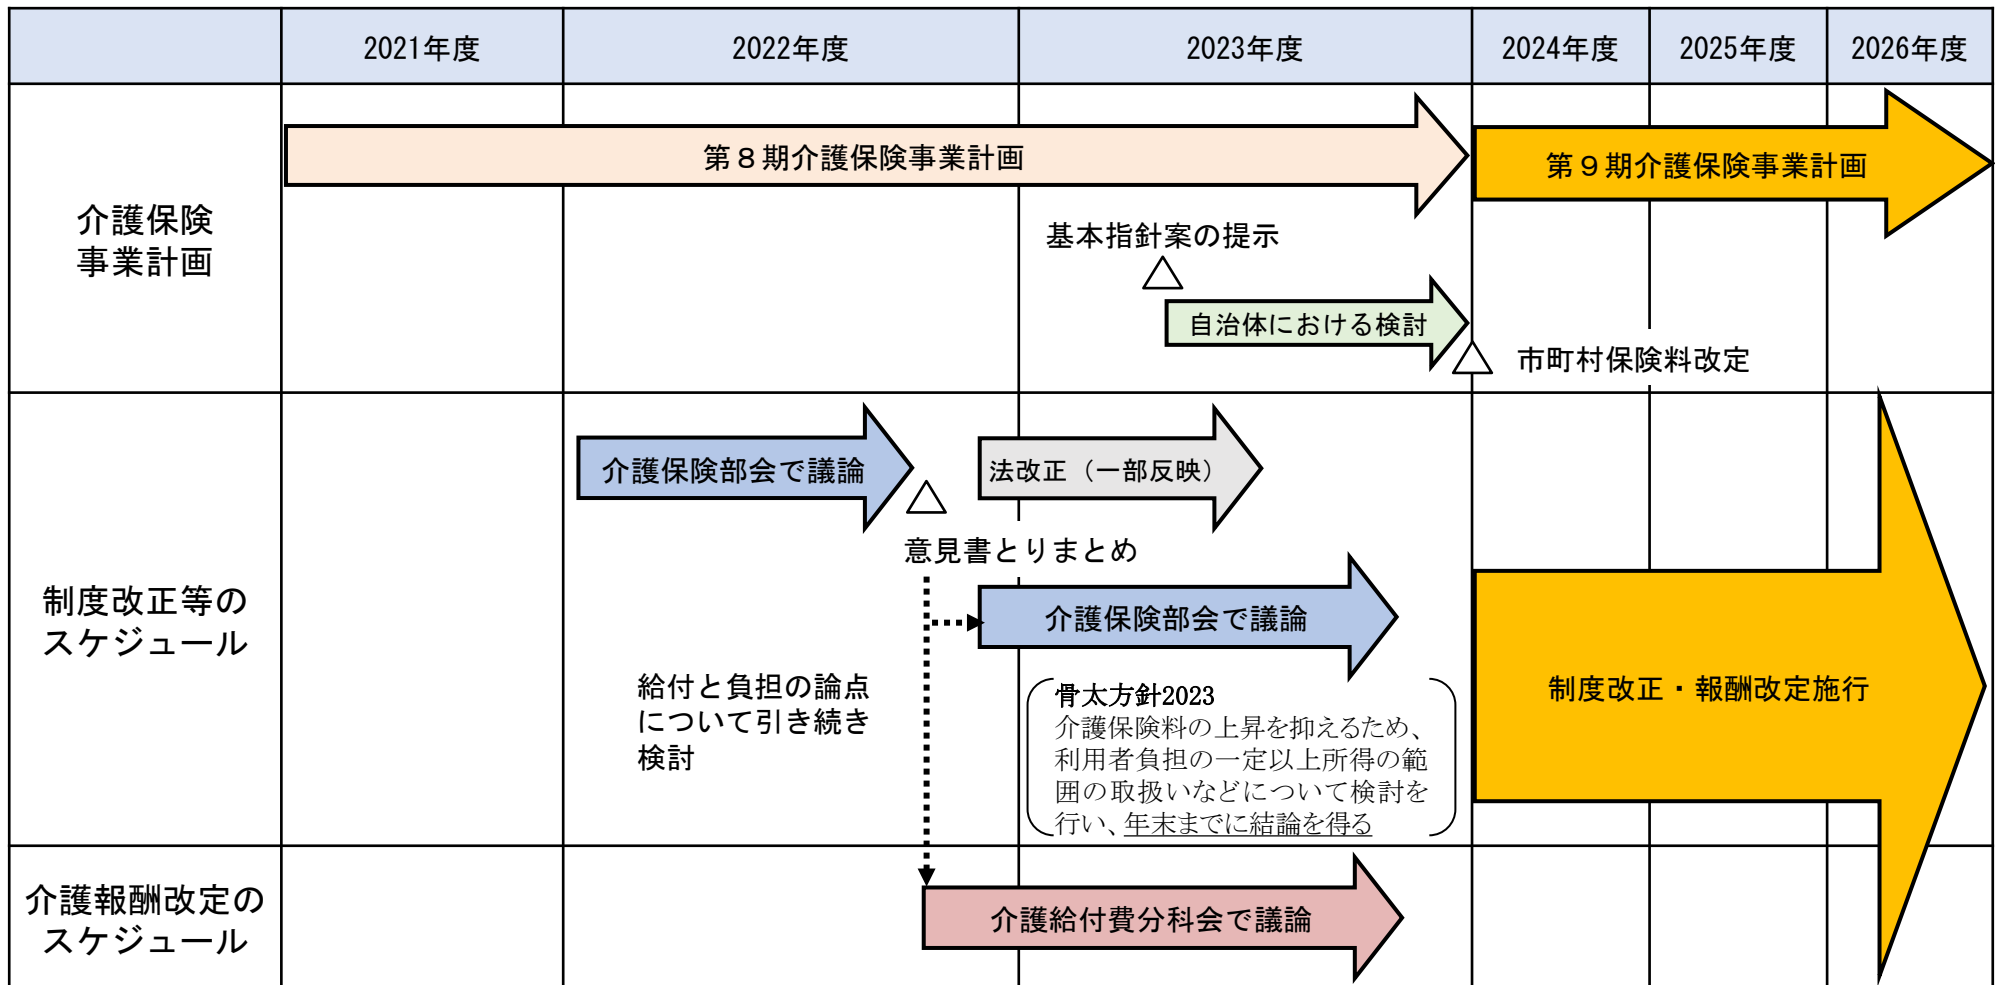 2021年度
2022年度
2023年度
2024年度
2025年度
2026年度
介護保険
事業計画
第８期介護保険事業計画
第９期介護保険事業計画
基本指針案の提示
自治体における検討
市町村保険料改定
制度改正等の
スケジュール
介護保険部会で議論
法改正（一部反映）
意見書とりまとめ
介護保険部会で議論
給付と負担の論点
について引き続き
検討
骨太方針2023
介護保険料の上昇を抑えるため、
利用者負担の一定以上所得の範
囲の取扱いなどについて検討を
行い、年末までに結論を得る
制度改正・報酬改定施行
介護報酬改定の
スケジュール
介護給付費分科会で議論